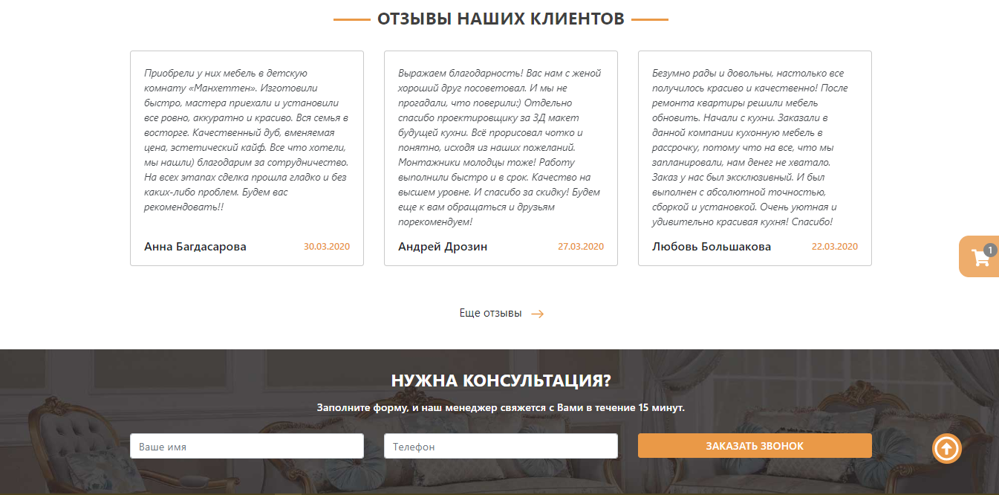 ОТЗЫВЫ НАШИХ КЛИЕНТОВ
Приобрели у них мебель в детскую
комнату «Манхеттен». Изготовили
быстро, мастера приехали и установили
все ровно, аккуратно и красиво. Вся семья в
восторге. Качественный дуб, вменяемая
цена, эстетический кайф. Все что хотели,
мы нашли) благодарим за сотрудничество.
На всех этапах сделка прошла гладко и без
каких-либо проблем. Будем вас
рекомендовать!!
Анна Багдасарова 30.03.2020
Выражаем благодарность! Вас нам с женой
хороший друг посоветовал. И мы не
прогадали, что поверили:) Отдельно
спасибо проектировщику за 3Д макет
будущей кухни. Всё прорисовал чотко и
понятно, исходя из наших пожеланий.
Монтажники молодцы тоже! Работу
выполнили быстро и в срок. Качество на
высшем уровне. И спасибо за скидку! Будем
еще к вам обращаться и друзьям
порекомендуем!
Андрей Дрозин 27.03.2020
Безумно рады и довольны, настолько все
получилось красиво и качественно! После
ремонта квартиры решили мебель
обновить. Начали с кухни. Заказали в
данной компании кухонную мебель в
рассрочку, потому что на все, что мы
запланировали, нам денег не хватало.
Заказ у нас был эксклюзивный. И был
выполнен с абсолютной точностью,
сборкой и установкой. Очень уютная и
удивительно красивая кухня! Спасибо!
Любовь Большакова 22.03.2020
1
Еще отзывы
НУЖНА КОНСУЛЬТАЦИЯ?
Заполните форму, и наш менеджер свяжется с Вами в течение 15 минут.
Ваше имя
Телефон
ЗАКАЗАТЬ ЗВОНОК